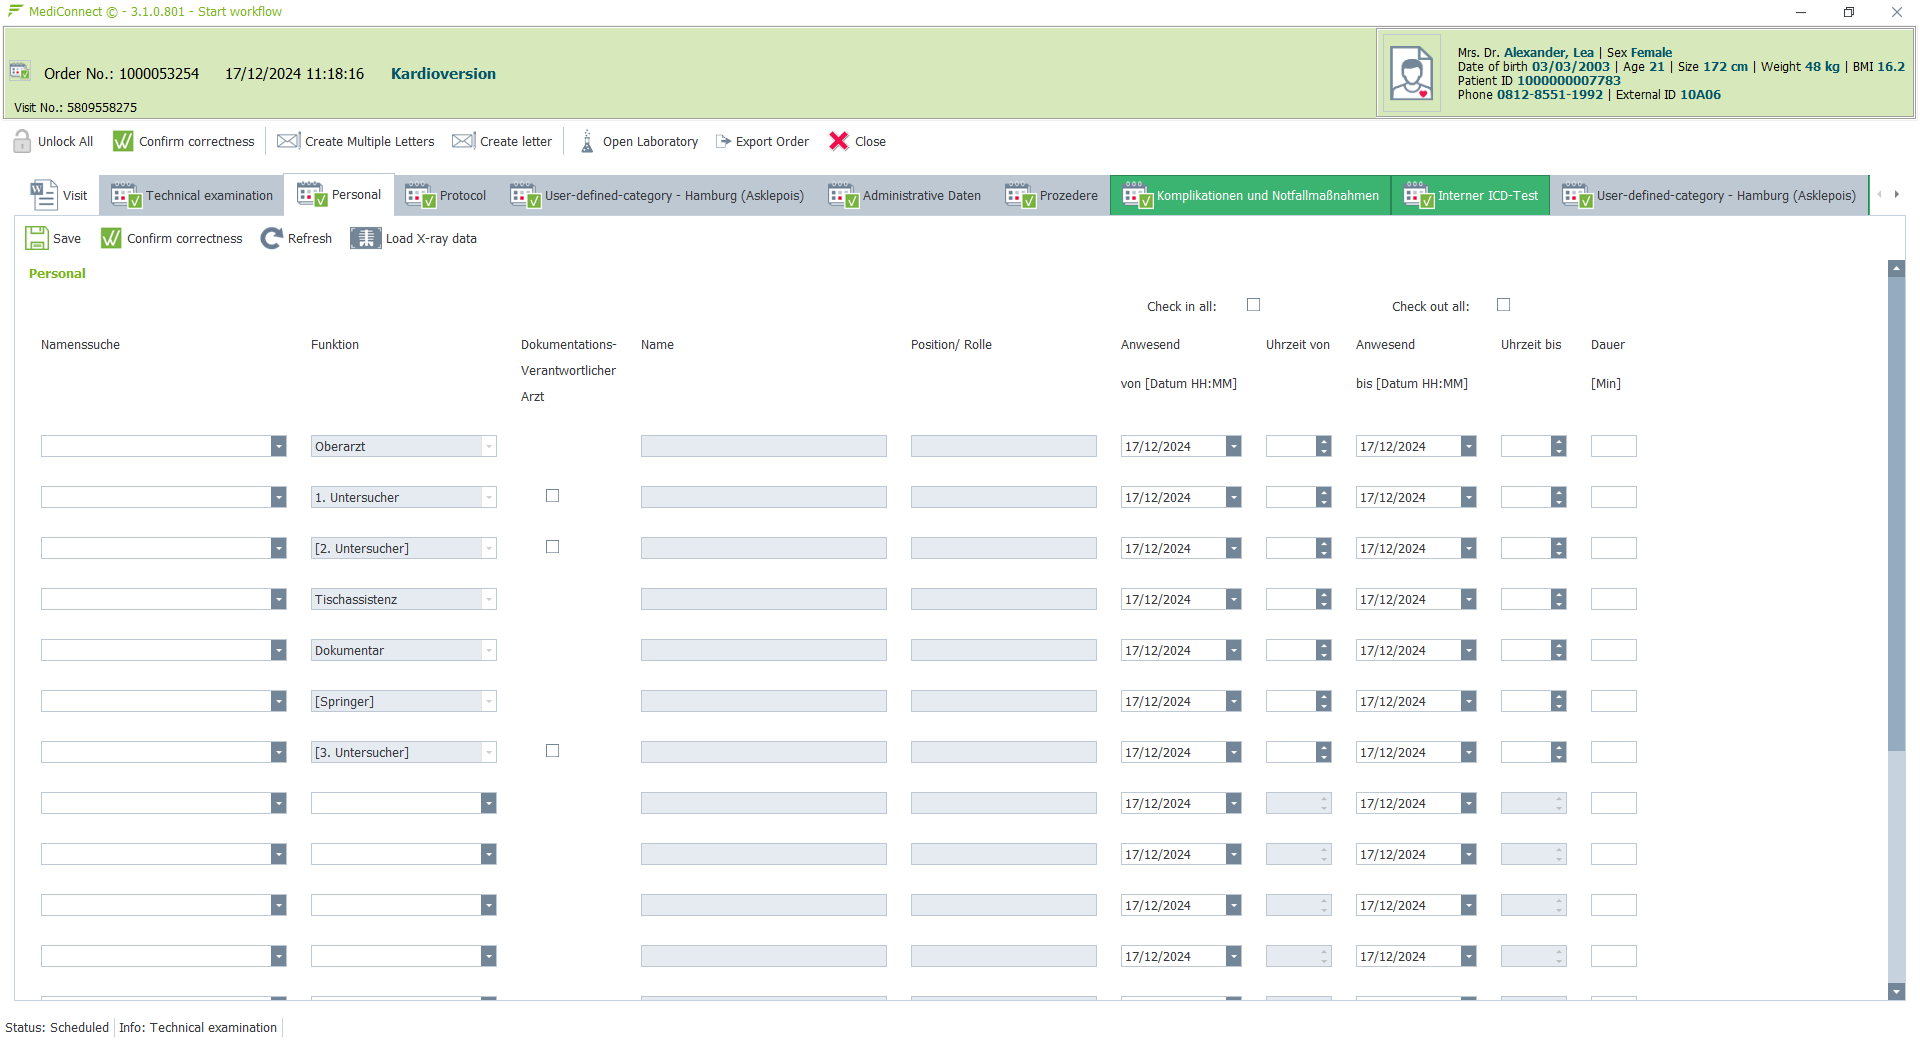 MediConnect © - 3.1.0.801 - Start workflow
Order No.: 1000053254 17/12/2024 11:18:16 Kardioversion
Visit No.: 5809558275
Mrs. Dr. Alexander, Lea | Sex Female
Date of birth 03/03/2003 | Age 21 | Size 172 cm | Weight 48 kg | BMI 16.2
Patient ID 1000000007783
Phone 0812-8551-1992 | External ID 10A06
Unlock All Confirm correctness Create Multiple Letters Create letter Open Laboratory Export Order Close
Visit Technical examination Personal Protocol User-defined-category - Hamburg (Asklepois) Administrative Daten Prozedere Komplikationen und Notfallmaßnahmen Interner ICD-Test User-defined-category - Hamburg (Asklepois)
Save Confirm correctness Refresh Load X-ray data
Personal
Check in all: Check out all:
Namenssuche Funktion Dokumentations- Name Position/ Rolle Anwesend Uhrzeit von Anwesend Uhrzeit bis Dauer
Verantwortlicher
von [Datum HH:MM] bis [Datum HH:MM] [Min]
Arzt
Oberarzt 17/12/2024 17/12/2024
1. Untersucher 17/12/2024 17/12/2024
[2. Untersucher] 17/12/2024 17/12/2024
Tischassistenz 17/12/2024 17/12/2024
Dokumentar 17/12/2024 17/12/2024
[Springer] 17/12/2024 17/12/2024
[3. Untersucher] 17/12/2024 17/12/2024
17/12/2024 17/12/2024
17/12/2024 17/12/2024
17/12/2024 17/12/2024
17/12/2024 17/12/2024
Status: Scheduled Info: Technical examination